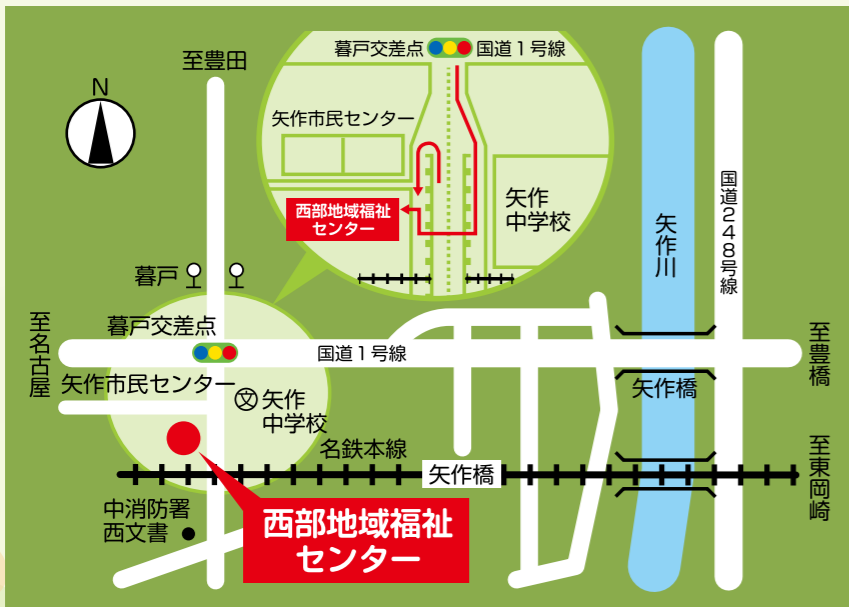 N
至豊田
暮戸交差点
国道1号線
矢作市民センター
西部地域福祉
センター
矢作
中学校
矢作川
国道248号線
暮戸
至名古屋
暮戸交差点
国道1号線
至豊橋
矢作市民センター
文
矢作
中学校
矢作橋
名鉄本線
矢作橋
至東岡崎
中消防署
西文書
西部地域福祉
センター